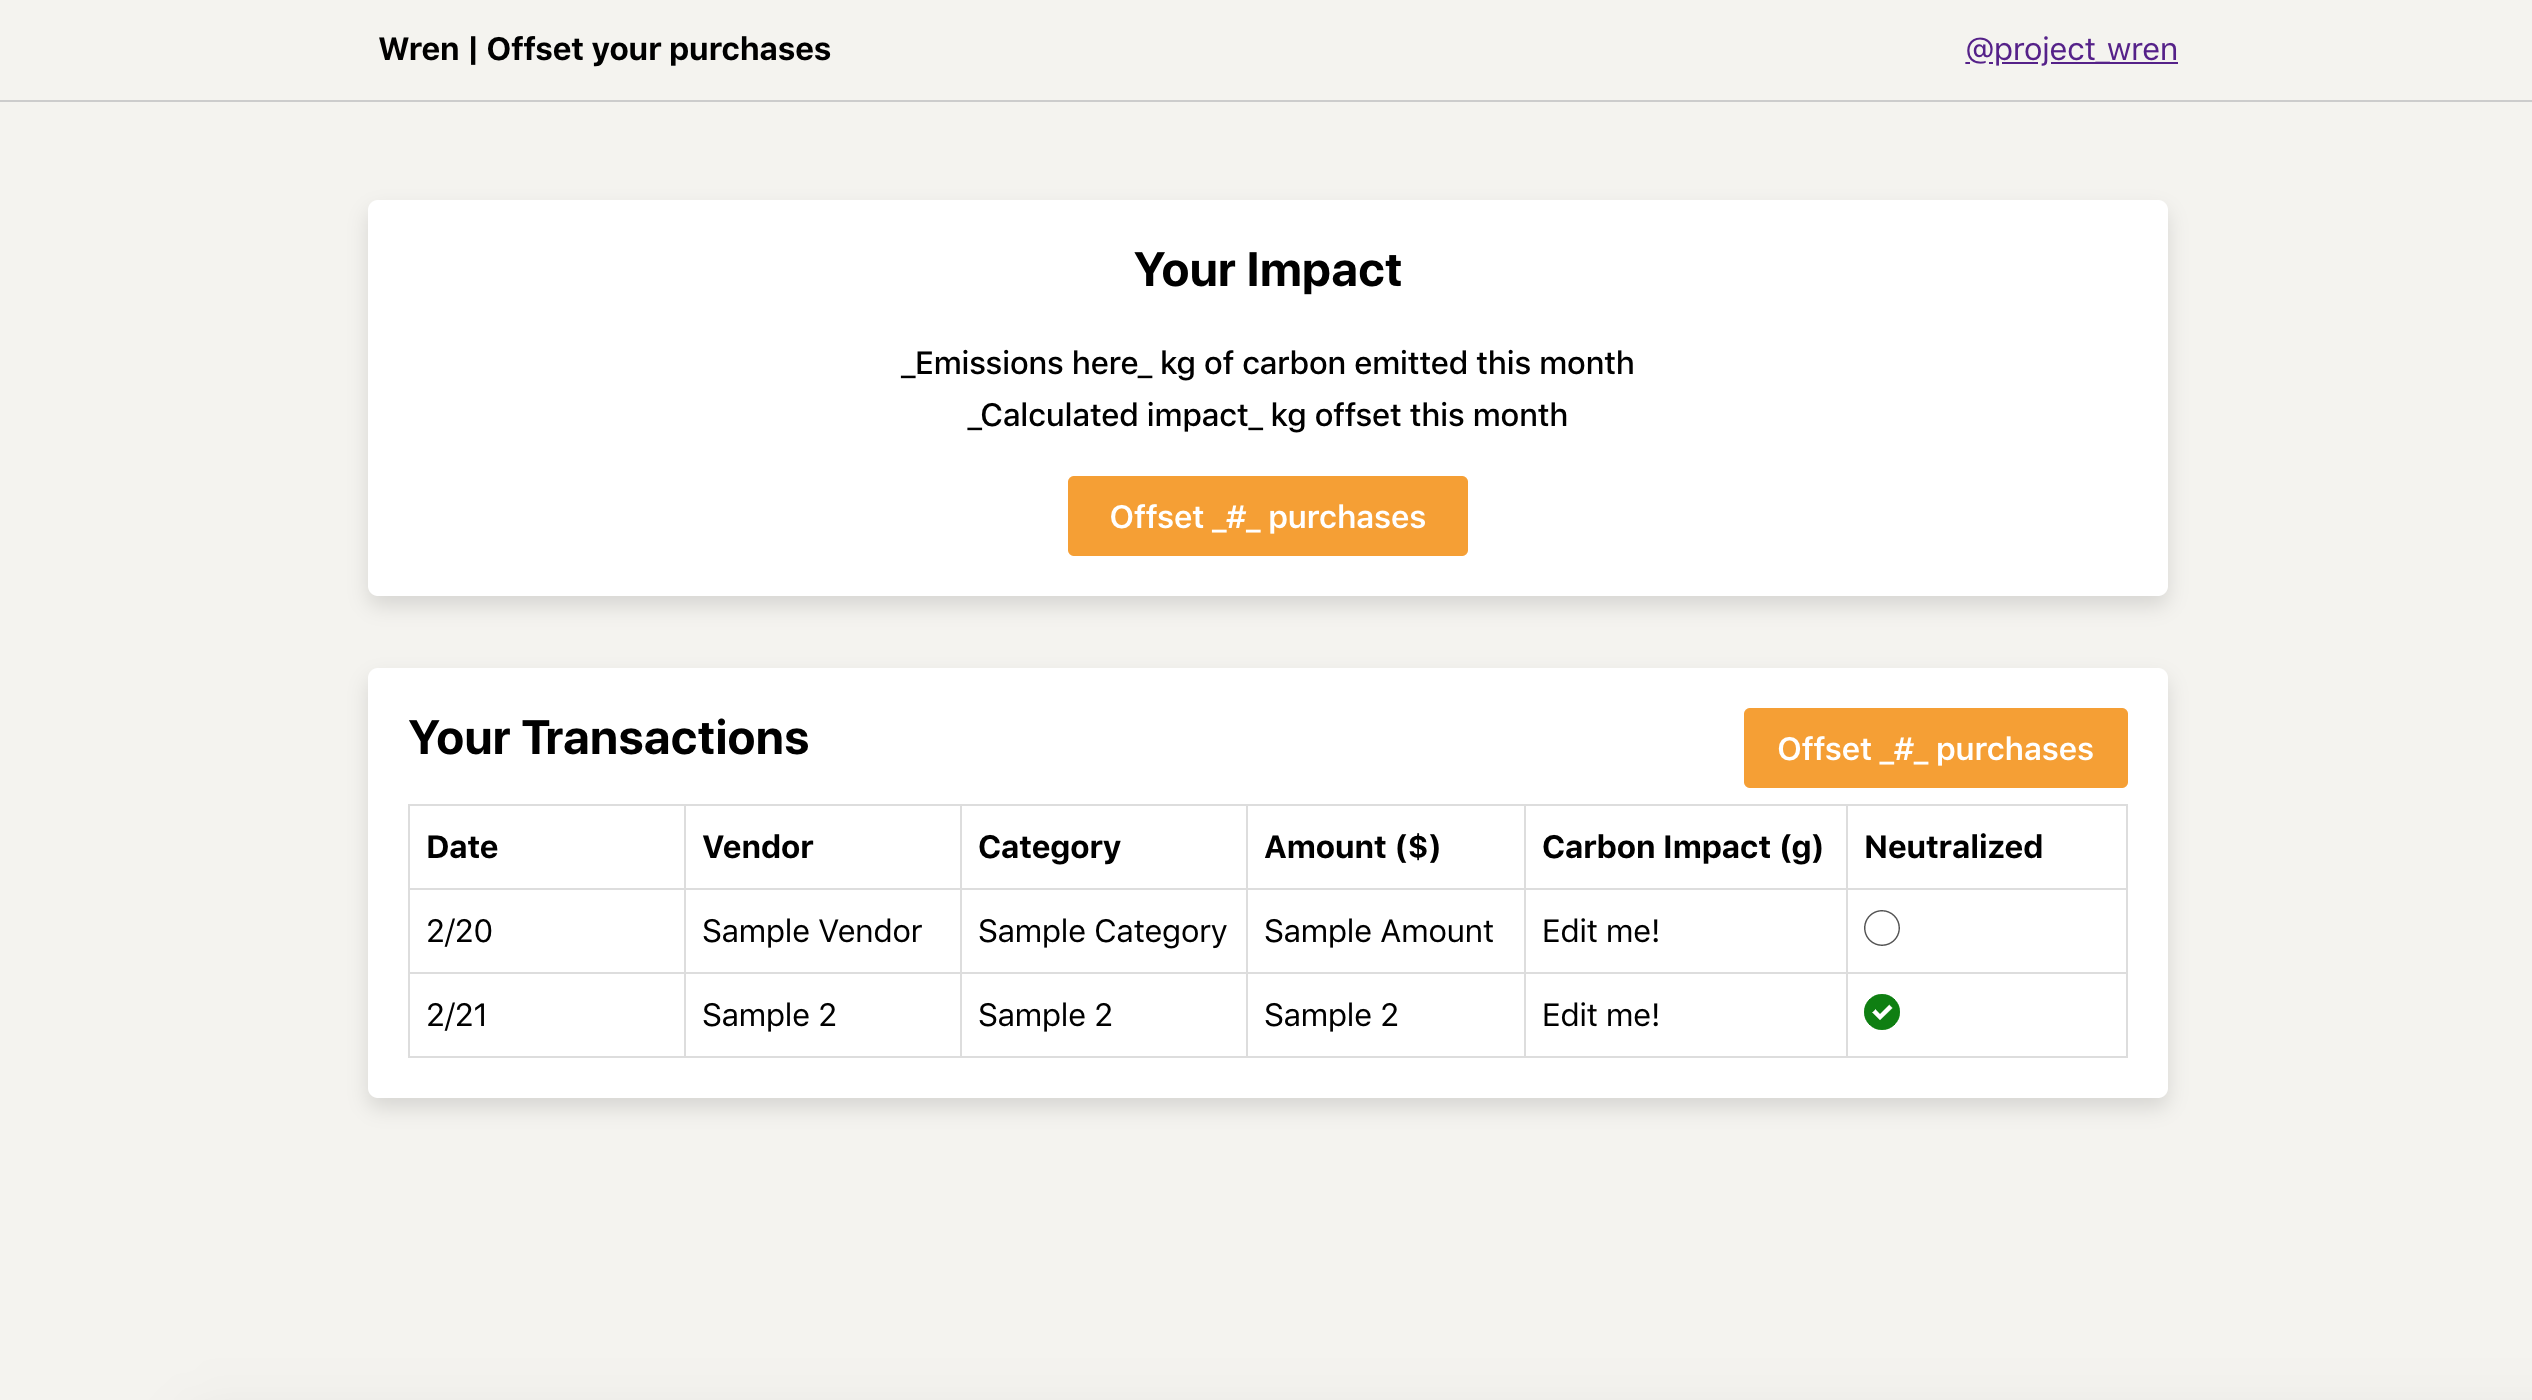 Wren | Offset your purchases
@project_wren
Your Impact
_Emissions here_ kg of carbon emitted this month
_Calculated impact_ kg offset this month
Offset _#_ purchases
Your Transactions
Offset _#_ purchases
Date Vendor Category Amount ($) Carbon Impact (g) Neutralized
2/20 Sample Vendor Sample Category Sample Amount Edit me!
2/21 Sample 2 Sample 2 Sample 2 Edit me!